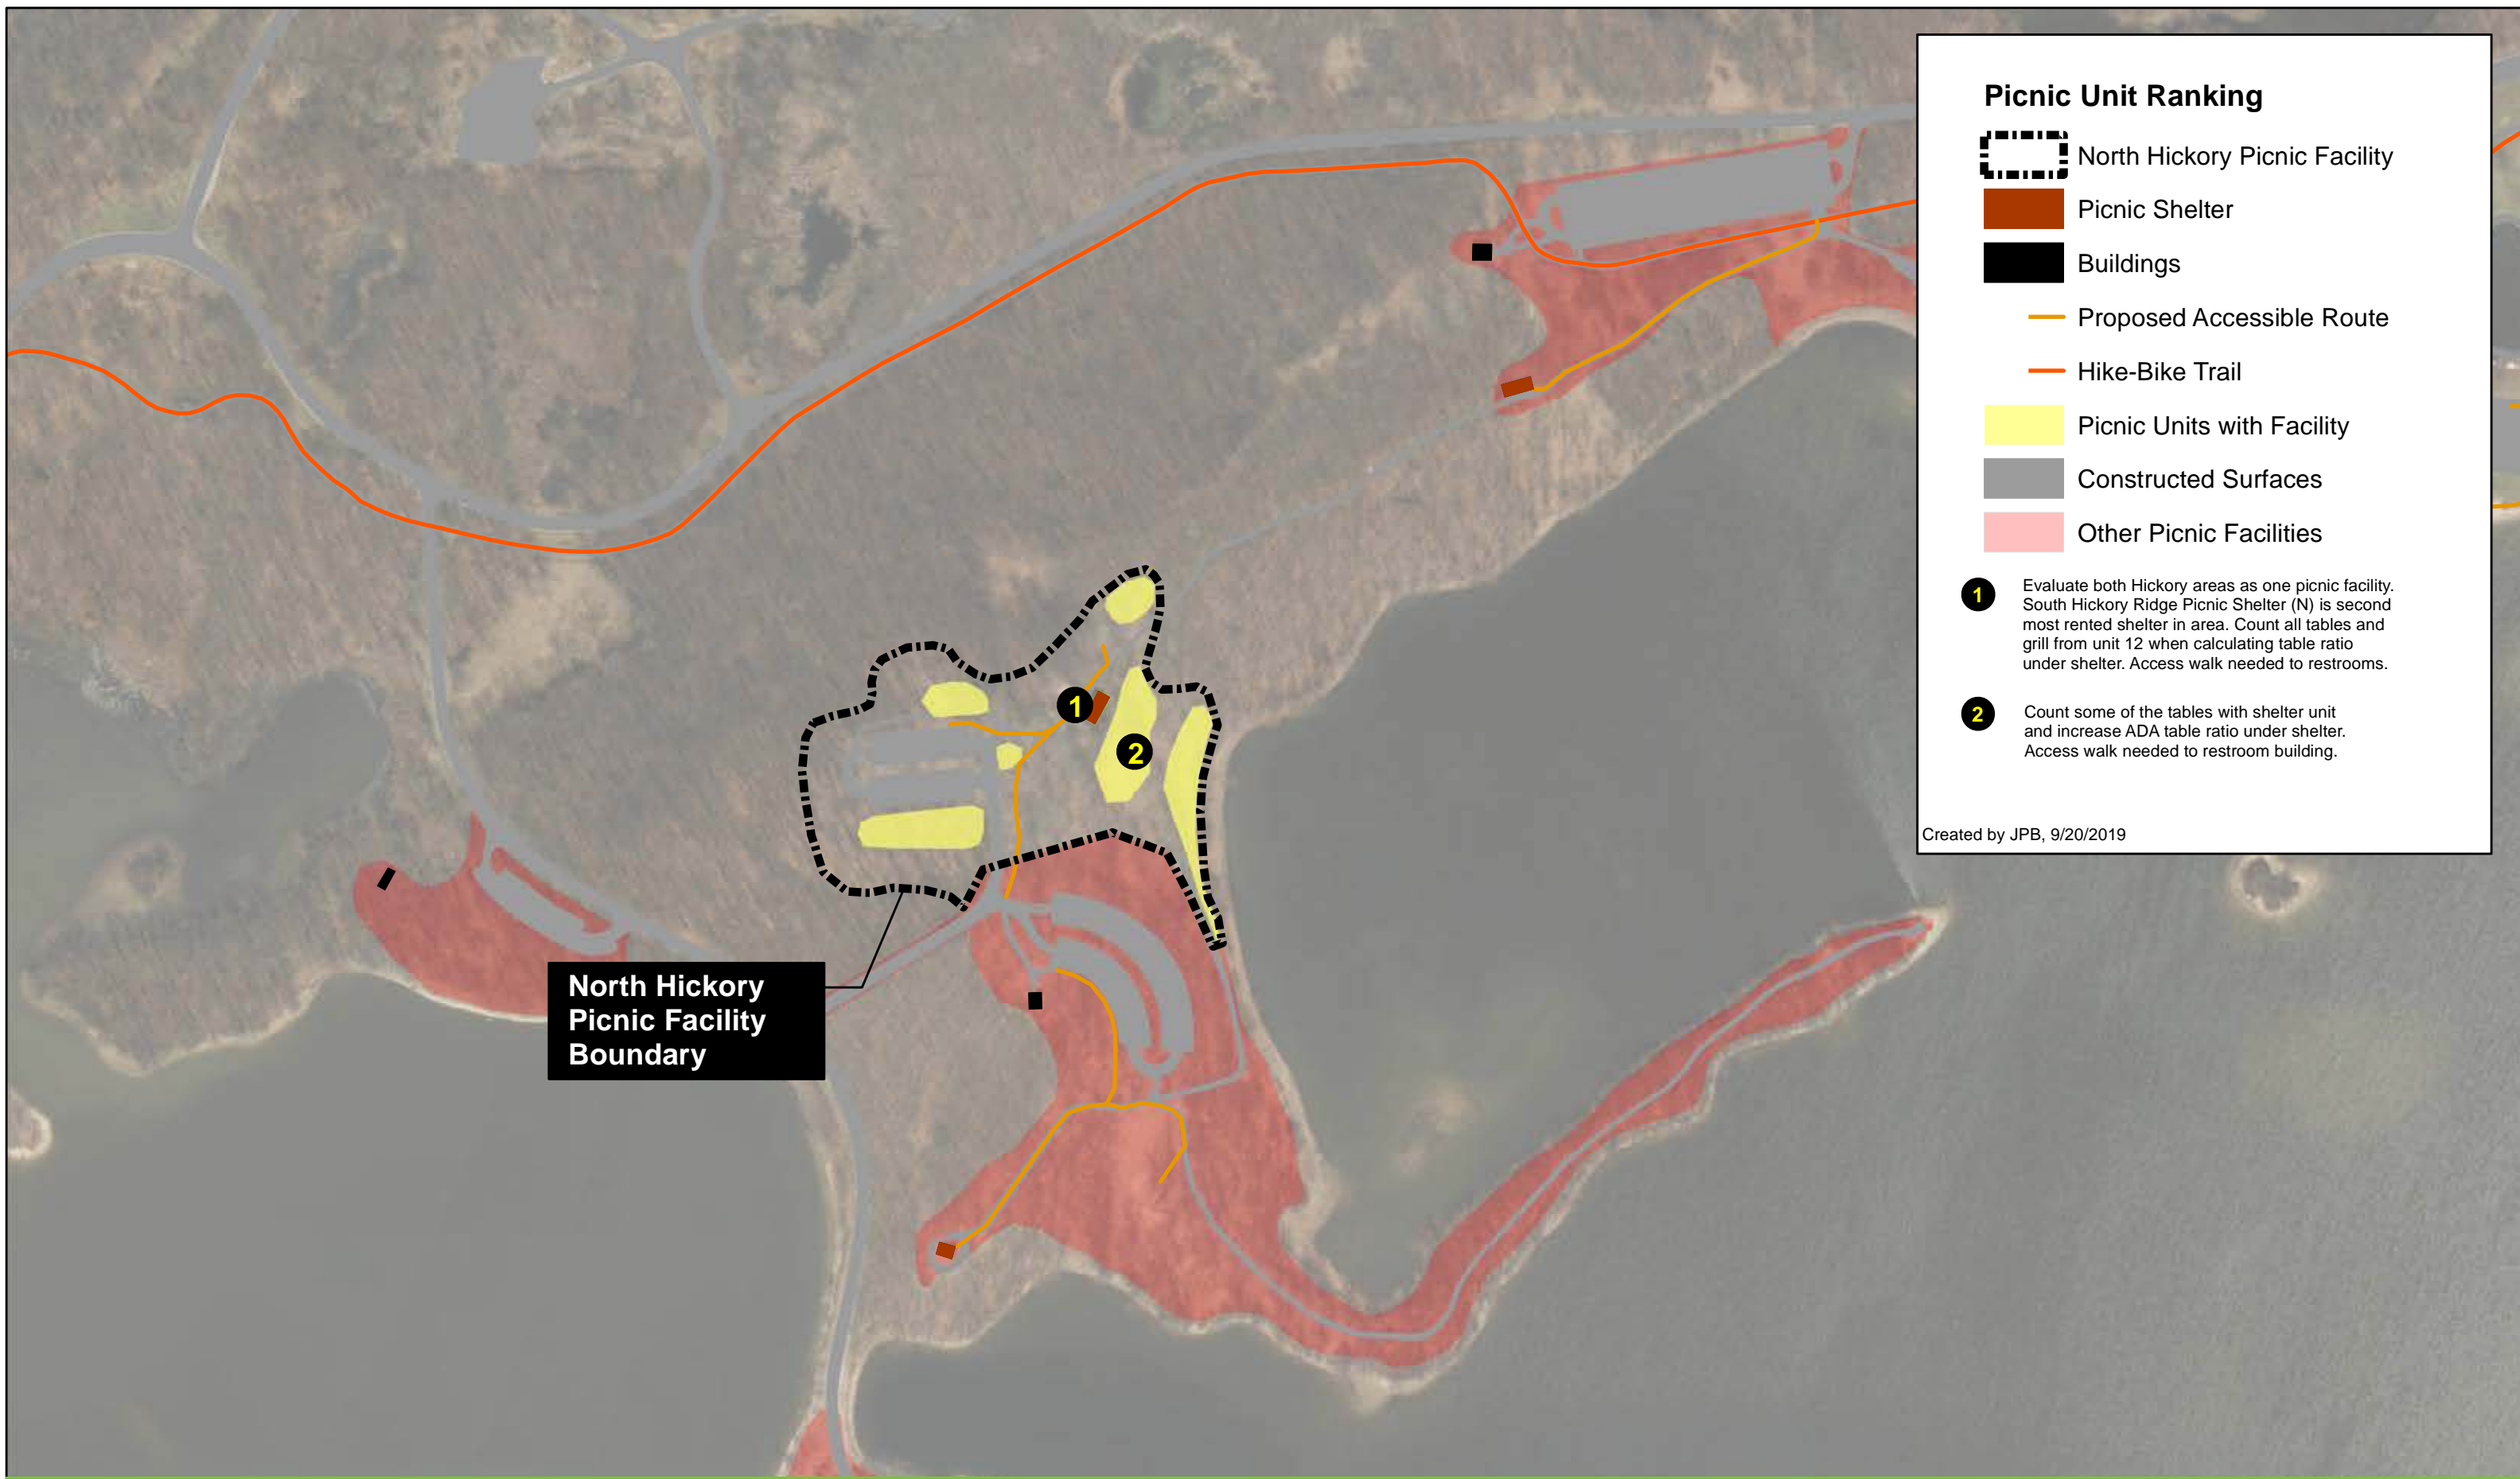 Picnic Unit Ranking
North Hickory Picnic Facility
Picnic Shelter
Buildings
Proposed Accessible Route
Hike-Bike Trail
Picnic Units with Facility
Constructed Surfaces
Other Picnic Facilities
1 Evaluate both Hickory areas as one picnic facility.
South Hickory Ridge Picnic Shelter (N) is second
most rented shelter in area. Count all tables and
grill from unit 12 when calculating table ratio
under shelter. Access walk needed to restrooms.
2 Count some of the tables with shelter unit
and increase ADA table ratio under shelter.
Access walk needed to restroom building.
Created by JPB, 9/20/2019
1
2
North Hickory
Picnic Facility
Boundary